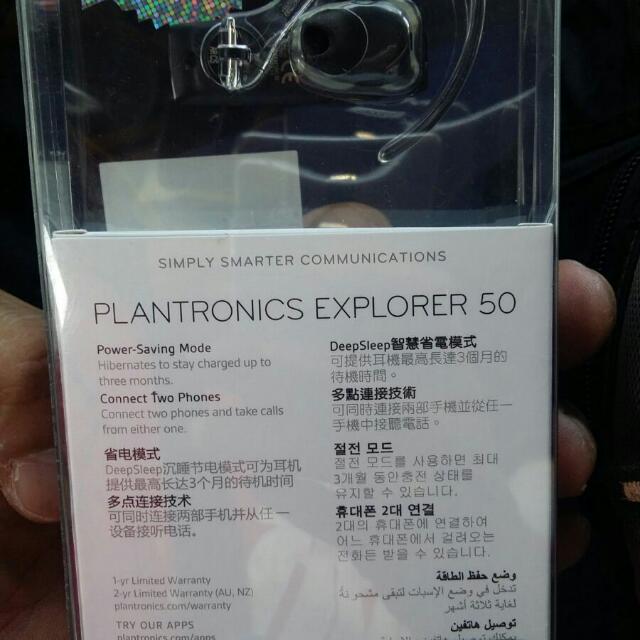 SIMPLY SMARTER COMMUNICATIONS
PLANTRONICS EXPLORER 50
Power-Saving Mode
Hibernates to stay charged up to
three months.
Connect Two Phones
Connect two phones and take calls
from either one.
省电模式
DeepSleep沉睡节电模式可为耳机
提供最高长达3个月的待机时间
多点连接技术
可同时连接两部手机并从任一
设备接听电话。
1-yr Limited Warranty
2-yr Limited Warranty (AU, NZ)
plantronics.com/warranty
TRY OUR APPS
plantronics.com/apps
DeepSleep智慧省電模式
可提供耳機最高長達3個月的
待機時間。
多點連接技術
可同時連接兩部手機並從任一
手機中接聽電話。
절전 모드
절전 모드를 사용하면 최대
3개월 동안충전 상태를
유지할 수 있습니다.
휴대폰 2대 연결
2대의 휴대폰에 연결하여
어느 휴대폰에서 걸려오는
전화든 받을 수 있습니다.
وضع حفظ الطاقة
تدخل في وضع الإسبات لتبقى مشحونة
لغاية ثلاثة أشهر
توصيل هاتفين